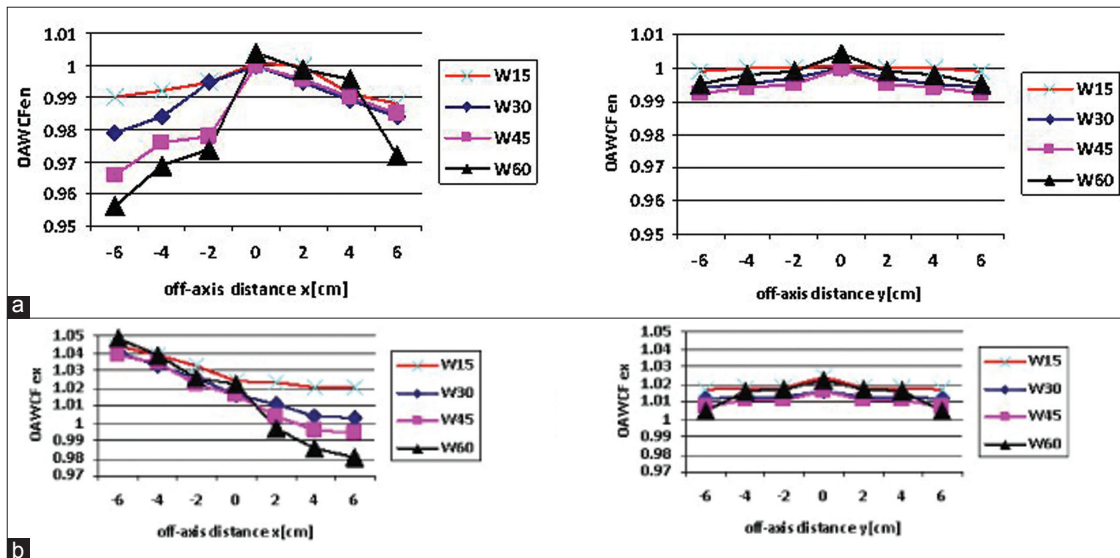 1.01
1
0.99
0.98
0.97
0.96
0.95
OAWCFen
-6 -4 -2 0 2 4 6
off-axis distance x[cm]
W15
W30
W45
W60
a
1.01
1
0.99
0.98
0.97
0.96
0.95
OAWCFen
-6 -4 -2 0 2 4 6
off-axis distance y[cm]
W15
W30
W45
W60
1.05
1.04
1.03
1.02
1.01
1.00
0.99
0.98
0.97
OAWCF ex
-6 -4 -2 0 2 4 6
off-axis distance x[cm]
W15
W30
W45
W60
b
1.05
1.04
1.03
1.02
1.01
1.00
0.99
0.98
0.97
OAWCF ex
-6 -4 -2 0 2 4 6
off-axis distance y[cm]
W15
W30
W45
W60